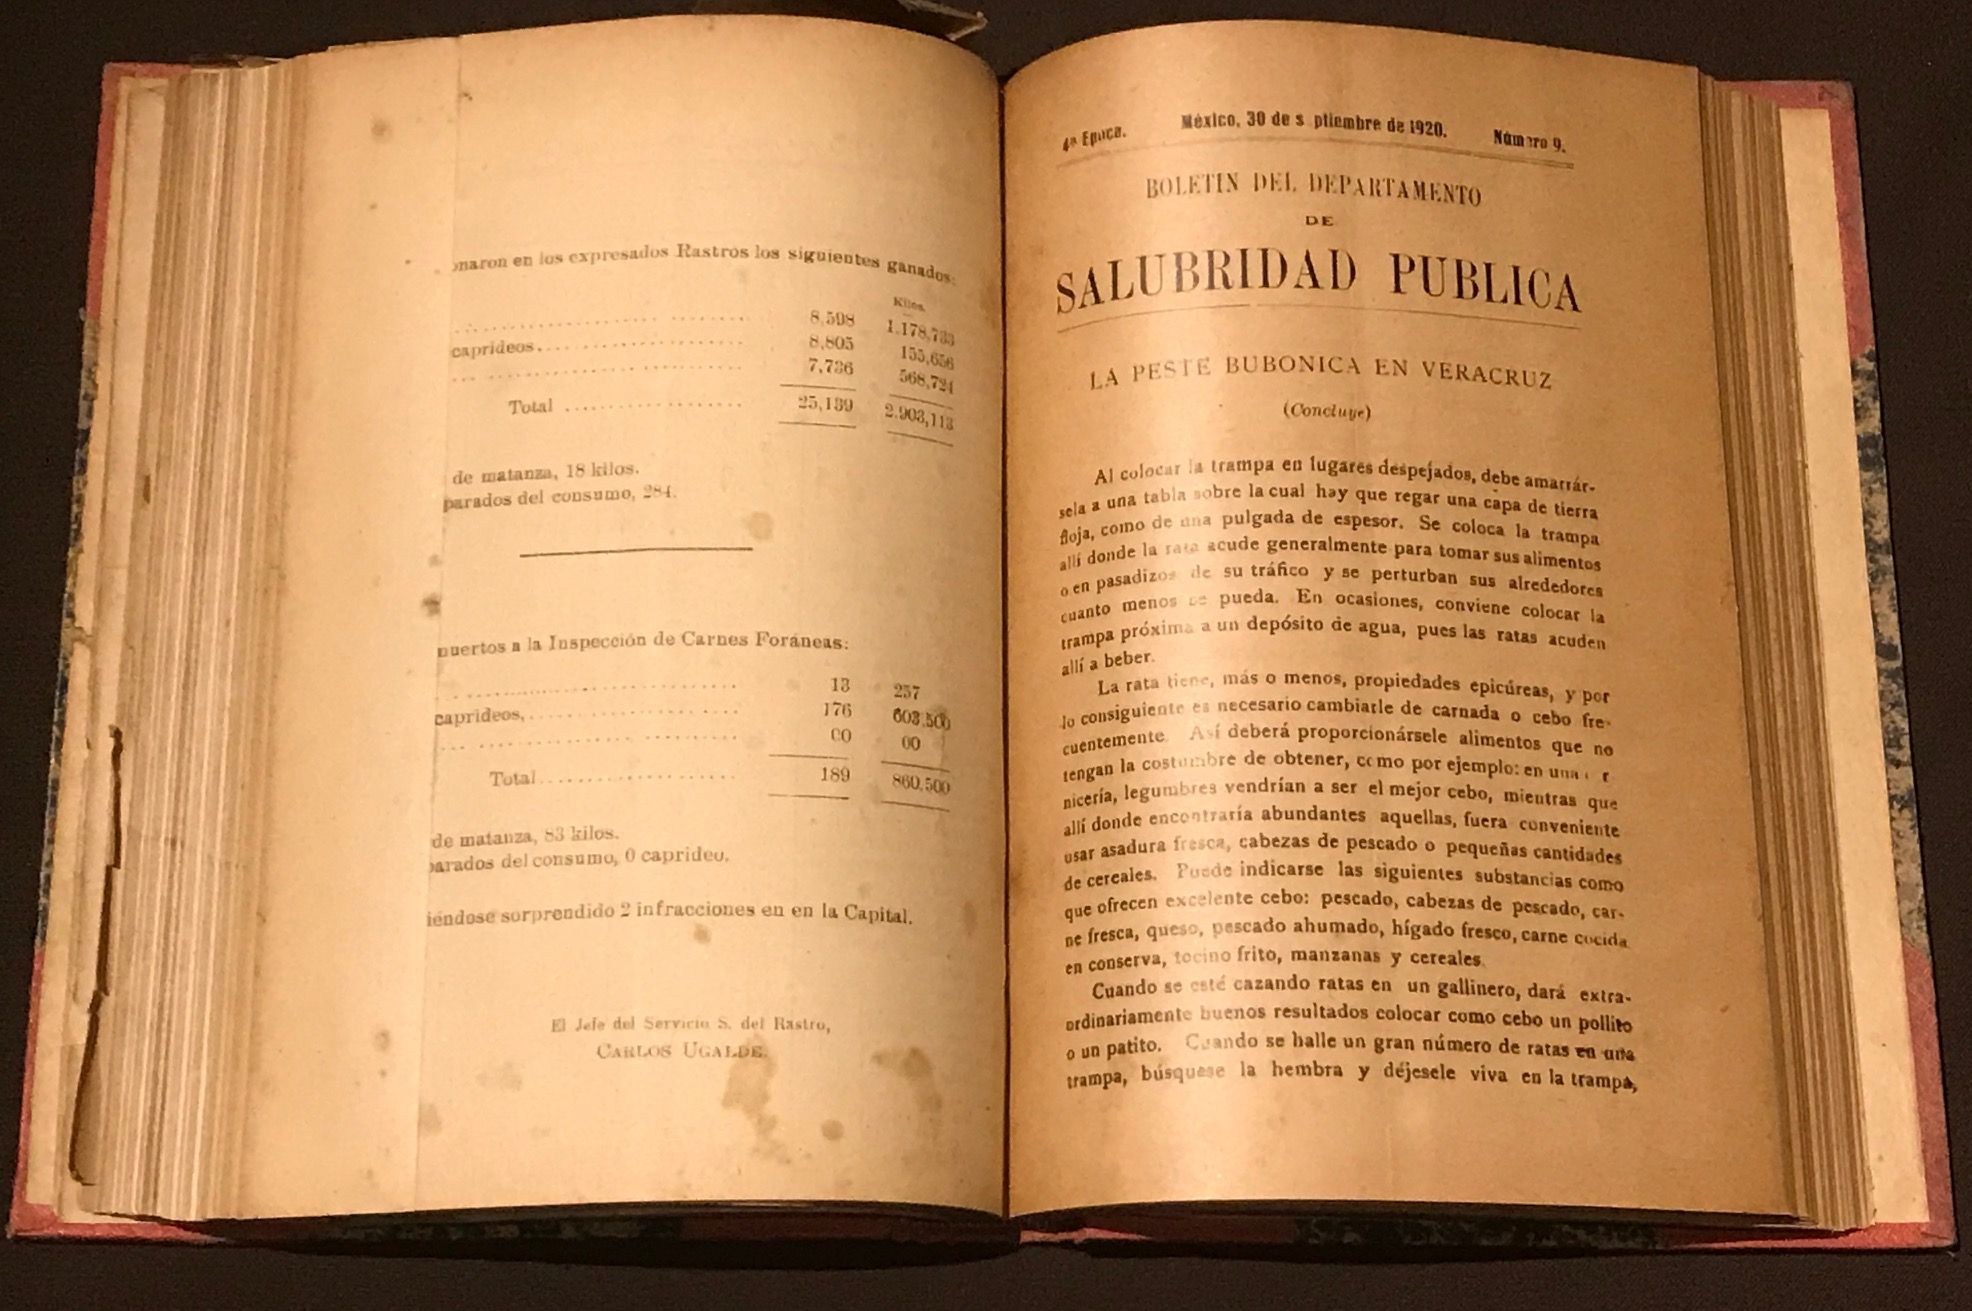 onaron en los expresados Rastros los siguientes ganados:
Kilos.
8,598 1.178,733
caprideos. 8,805 155,656
7,736 568,724
Total 25,139 2.903,113
de matanza, 18 kilos.
parados del consumo, 284.
muertos a la Inspección de Carnes Foráneas:
13 257
caprideos, 176 603.500
00 00
Total 189 860,500
de matanza, 83 kilos.
parados del consumo, 0 caprideo.
iéndose sorprendido 2 infracciones en en la Capital.
El Jefe del Servicio S. del Rastro,
CARLOS UGALDE.
4ª Epoca. México, 30 de s ptiembre de 1920. Número 9.
BOLETIN DEL DEPARTAMENTO
DE
SALUBRIDAD PUBLICA
LA PESTE BUBONICA EN VERACRUZ
(Concluye)
Al colocar la trampa en lugares despejados, debe amarrár-
sela a una tabla sobre la cual hay que regar una capa de tierra
floja, como de una pulgada de espesor. Se coloca la trampa
allí donde la rata acude generalmente para tomar sus alimentos
o en pasadizos de su tráfico y se perturban sus alrededores
cuanto menos se pueda. En ocasiones, conviene colocar la
trampa próxima a un depósito de agua, pues las ratas acuden
allí a beber.
La rata tiene, más o menos, propiedades epicúreas, y por
lo consiguiente es necesario cambiarle de carnada o cebo fre-
cuentemente. Así deberá proporcionársele alimentos que no
tengan la costumbre de obtener, como por ejemplo: en una
nicería, legumbres vendrían a ser el mejor cebo, mientras que
allí donde encontraría abundantes aquellas, fuera conveniente
usar asadura fresca, cabezas de pescado o pequeñas cantidades
de cereales. Puede indicarse las siguientes substancias como
que ofrecen excelente cebo: pescado, cabezas de pescado, car-
ne fresca, queso, pescado ahumado, hígado fresco, carne cocida
en conserva, tocino frito, manzanas y cereales.
Cuando se esté cazando ratas en un gallinero, dará extra-
ordinariamente buenos resultados colocar como cebo un pollito
o un patito. Cuando se halle un gran número de ratas en una
trampa, búsquese la hembra y déjesele viva en la trampa,